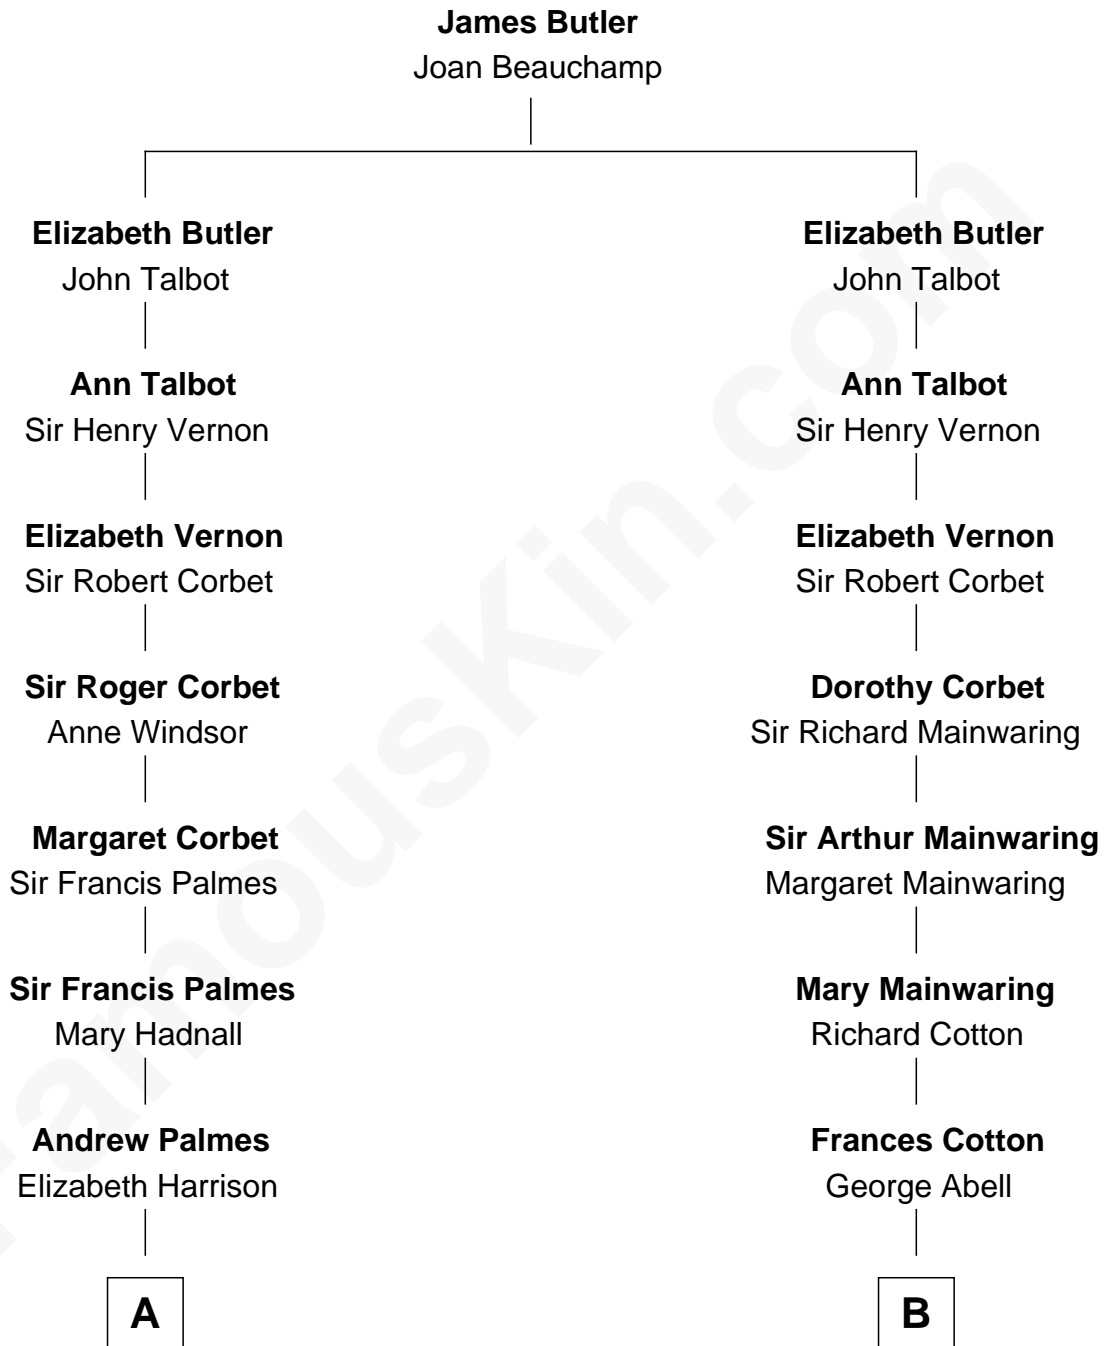 James Butler
Joan Beauchamp
Elizabeth Butler
John Talbot
Ann Talbot
Sir Henry Vernon
Elizabeth Vernon
Sir Robert Corbet
Sir Roger Corbet
Anne Windsor
Margaret Corbet
Sir Francis Palmes
Sir Francis Palmes
Mary Hadnall
Andrew Palmes
Elizabeth Harrison
A
Elizabeth Butler
John Talbot
Ann Talbot
Sir Henry Vernon
Elizabeth Vernon
Sir Robert Corbet
Dorothy Corbet
Sir Richard Mainwaring
Sir Arthur Mainwaring
Margaret Mainwaring
Mary Mainwaring
Richard Cotton
Frances Cotton
George Abell
B
FamousKin.com